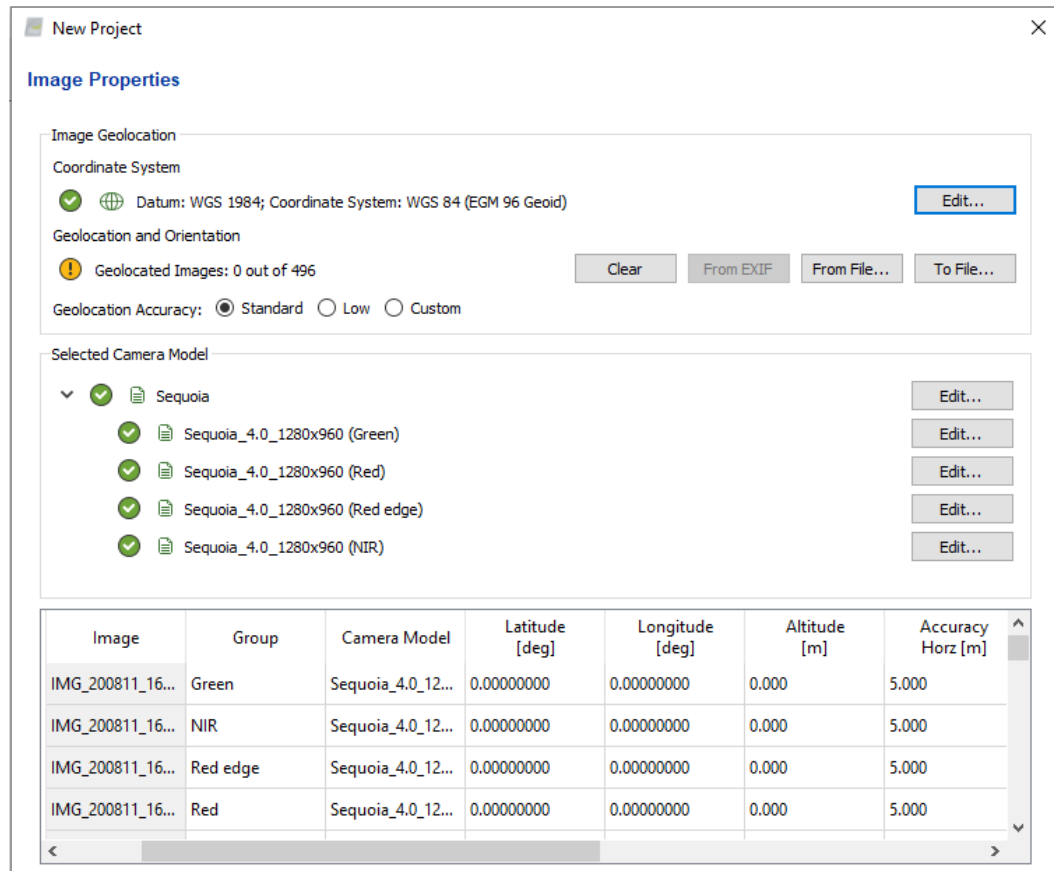 New Project
Image Properties
Image Geolocation
Coordinate System
Datum: WGS 1984; Coordinate System: WGS 84 (EGM 96 Geoid) Edit...
Geolocation and Orientation
Geolocated Images: 0 out of 496 Clear From EXIF From File... To File...
Geolocation Accuracy: Standard Low Custom
Selected Camera Model
Sequoia Edit...
Sequoia_4.0_1280x960 (Green) Edit...
Sequoia_4.0_1280x960 (Red) Edit...
Sequoia_4.0_1280x960 (Red edge) Edit...
Sequoia_4.0_1280x960 (NIR) Edit...
Image Group Camera Model Latitude [deg] Longitude [deg] Altitude [m] Accuracy Horz [m]
IMG_200811_16... Green Sequoia_4.0_12... 0.00000000 0.00000000 0.000 5.000
IMG_200811_16... NIR Sequoia_4.0_12... 0.00000000 0.00000000 0.000 5.000
IMG_200811_16... Red edge Sequoia_4.0_12... 0.00000000 0.00000000 0.000 5.000
IMG_200811_16... Red Sequoia_4.0_12... 0.00000000 0.00000000 0.000 5.000